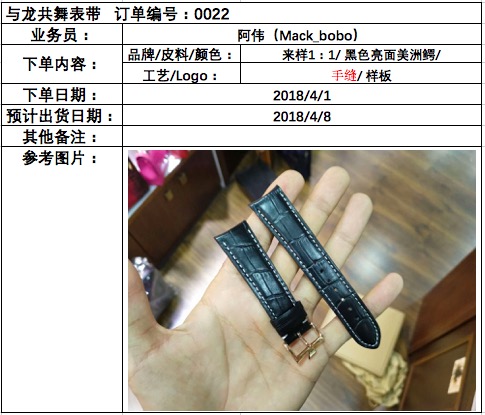 与龙共舞表带 订单编号：0022
业务员： 阿伟（Mack_bobo）
下单内容： 品牌/皮料/颜色： 来样1：1/ 黑色亮面美洲鳄/
工艺/Logo： 手缝/ 样板
下单日期： 2018/4/1
预计出货日期： 2018/4/8
其他备注：
参考图片：